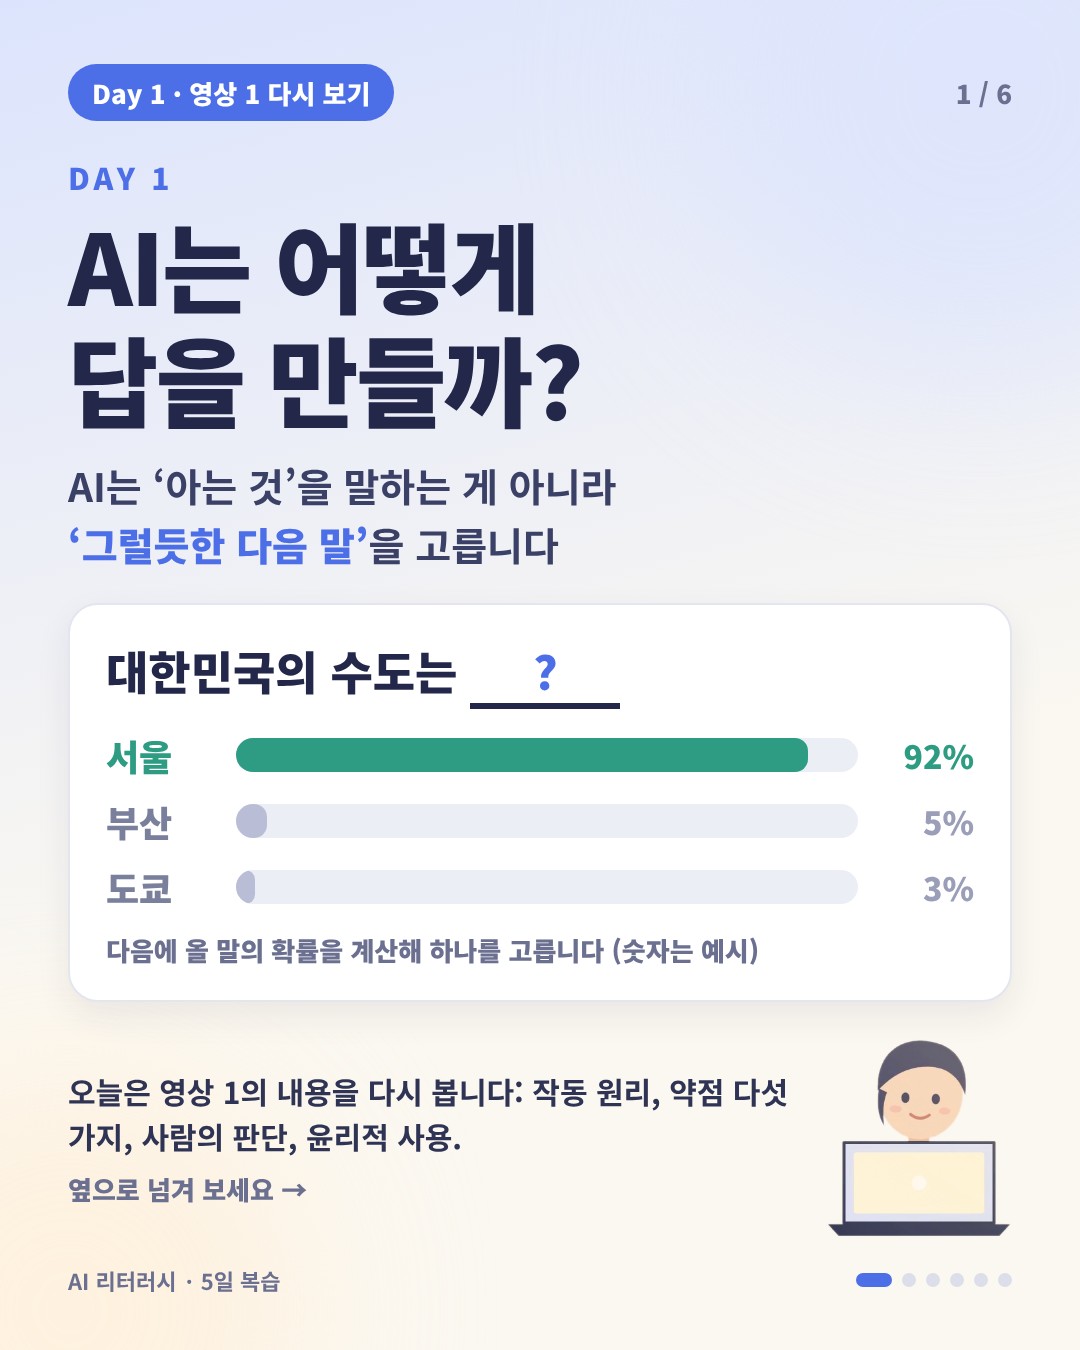 Day 1 · 영상 1 다시 보기
1 / 6
DAY 1
AI는 어떻게
답을 만들까?
AI는 ‘아는 것’을 말하는 게 아니라
‘그럴듯한 다음 말’을 고릅니다
대한민국의 수도는 ?
서울 92%
부산 5%
도쿄 3%
다음에 올 말의 확률을 계산해 하나를 고릅니다 (숫자는 예시)
오늘은 영상 1의 내용을 다시 봅니다: 작동 원리, 약점 다섯
가지, 사람의 판단, 윤리적 사용.
옆으로 넘겨 보세요 →
AI 리터러시 · 5일 복습